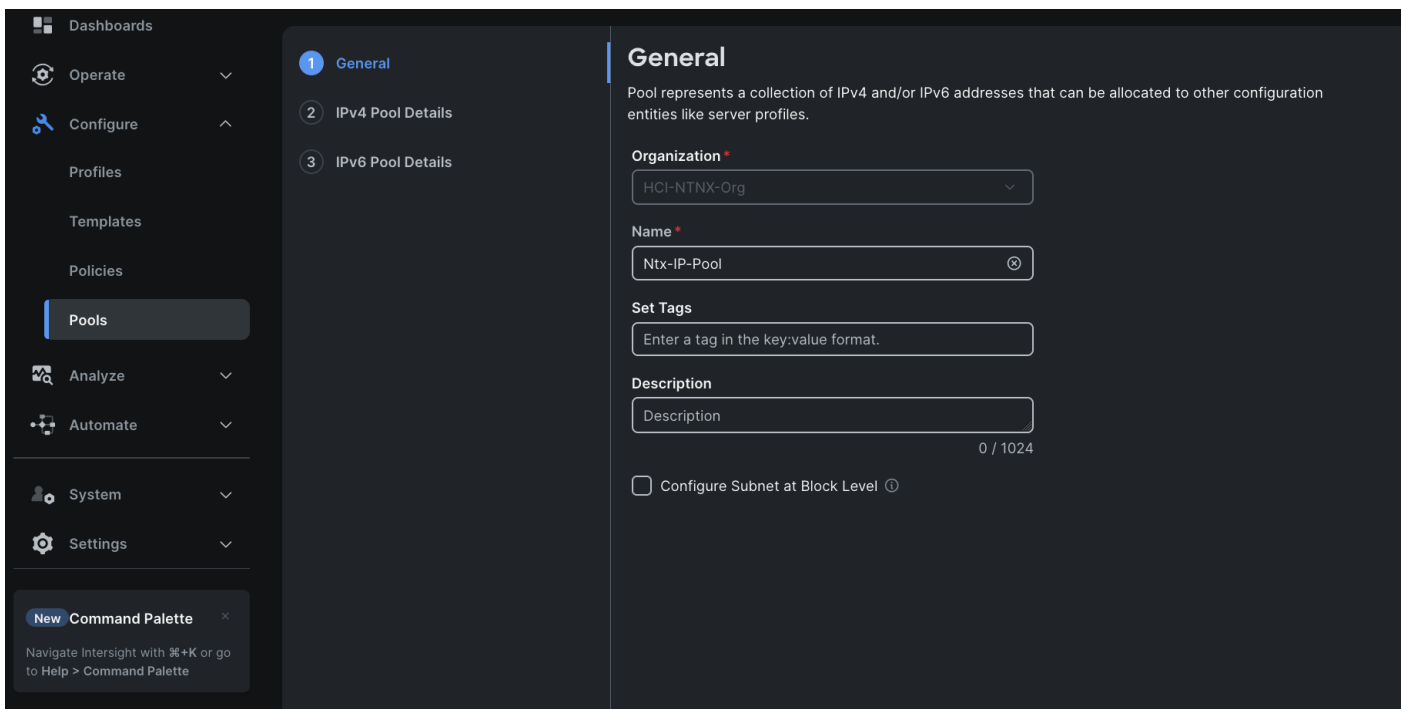 Dashboards
Operate
Configure
Profiles
Templates
Policies
Pools
Analyze
Automate
System
Settings
New Command Palette
Navigate Intersight with ⌘+K or go
to Help > Command Palette
1 General
2 IPv4 Pool Details
3 IPv6 Pool Details
General
Pool represents a collection of IPv4 and/or IPv6 addresses that can be allocated to other configuration
entities like server profiles.
Organization *
HCI-NTNX-Org
Name *
Ntx-IP-Pool
Set Tags
Enter a tag in the key:value format.
Description
Description
0 / 1024
Configure Subnet at Block Level